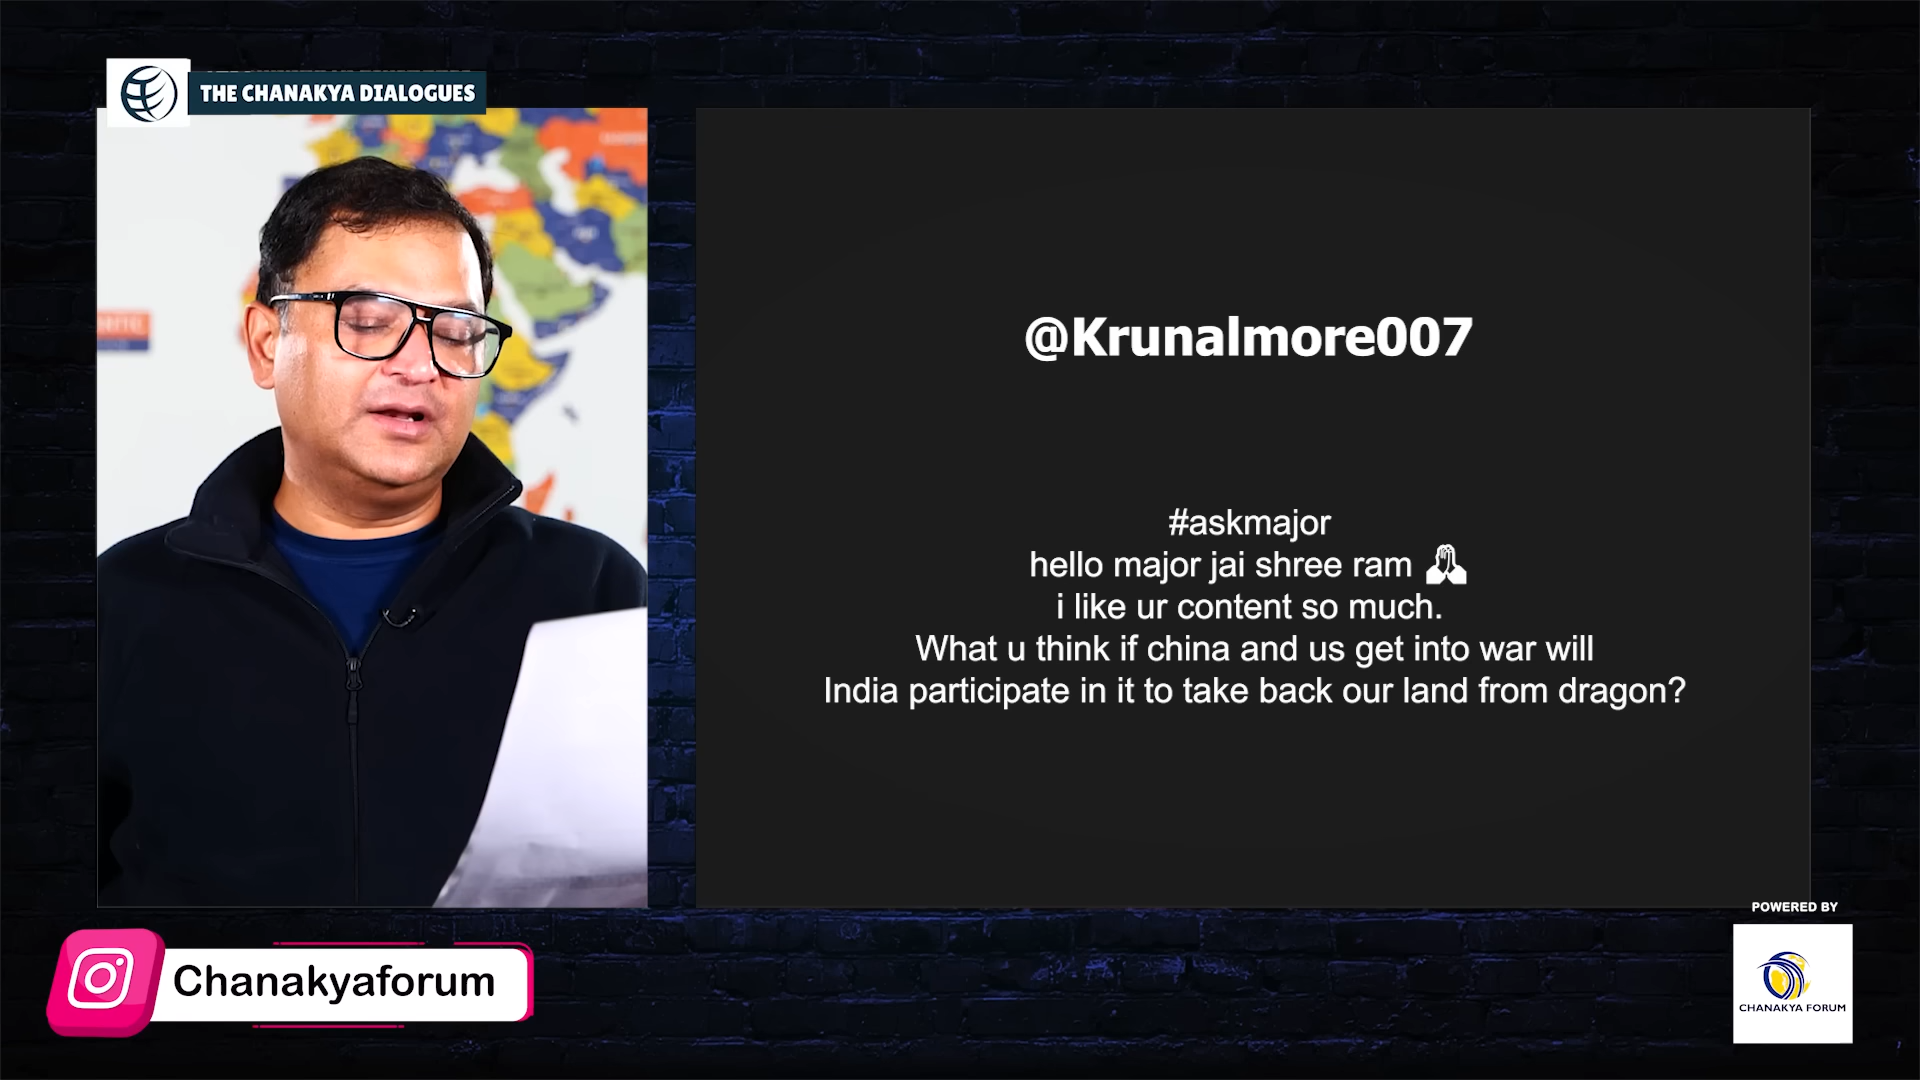 THE CHANAKYA DIALOGUES
@Krunalmore007
#askmajor
hello major jai shree ram 🙏
i like ur content so much.
What u think if china and us get into war will
India participate in it to take back our land from dragon?
POWERED BY
CHANAKYA FORUM
Chanakyaforum